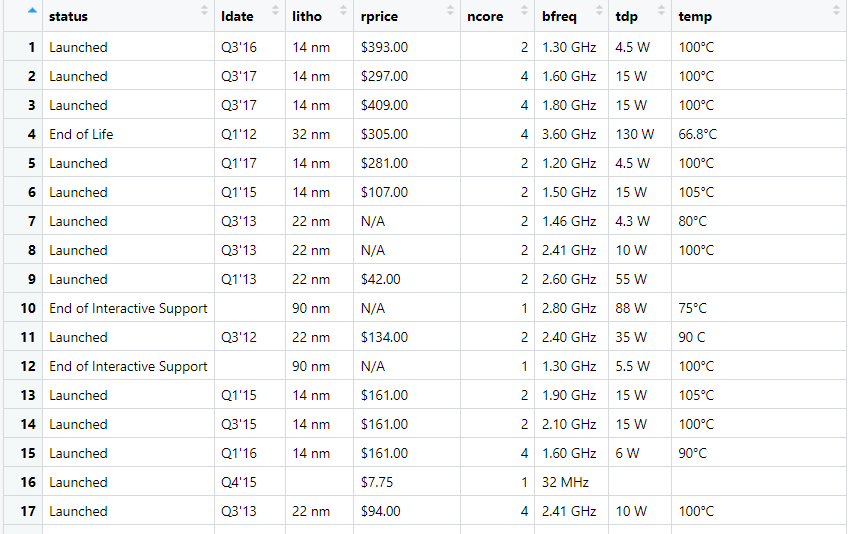 status ldate litho rprice ncore bfreq tdp temp
1 Launched Q3'16 14 nm $393.00 2 1.30 GHz 4.5 W 100°C
2 Launched Q3'17 14 nm $297.00 4 1.60 GHz 15 W 100°C
3 Launched Q3'17 14 nm $409.00 4 1.80 GHz 15 W 100°C
4 End of Life Q1'12 32 nm $305.00 4 3.60 GHz 130 W 66.8°C
5 Launched Q1'17 14 nm $281.00 2 1.20 GHz 4.5 W 100°C
6 Launched Q1'15 14 nm $107.00 2 1.50 GHz 15 W 105°C
7 Launched Q3'13 22 nm N/A 2 1.46 GHz 4.3 W 80°C
8 Launched Q3'13 22 nm N/A 2 2.41 GHz 10 W 100°C
9 Launched Q1'13 22 nm $42.00 2 2.60 GHz 55 W
10 End of Interactive Support 90 nm N/A 1 2.80 GHz 88 W 75°C
11 Launched Q3'12 22 nm $134.00 2 2.40 GHz 35 W 90 C
12 End of Interactive Support 90 nm N/A 1 1.30 GHz 5.5 W 100°C
13 Launched Q1'15 14 nm $161.00 2 1.90 GHz 15 W 105°C
14 Launched Q3'15 14 nm $161.00 2 2.10 GHz 15 W 100°C
15 Launched Q1'16 14 nm $161.00 4 1.60 GHz 6 W 90°C
16 Launched Q4'15 $7.75 1 32 MHz
17 Launched Q3'13 22 nm $94.00 4 2.41 GHz 10 W 100°C